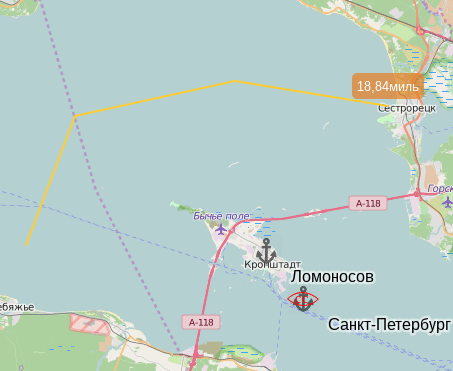 18,84миль
Сестрорецк
Горск
А-118
Бычье поле
Кронштадт
Ломоносов
ебяжье
А-118
Санкт-Петербург